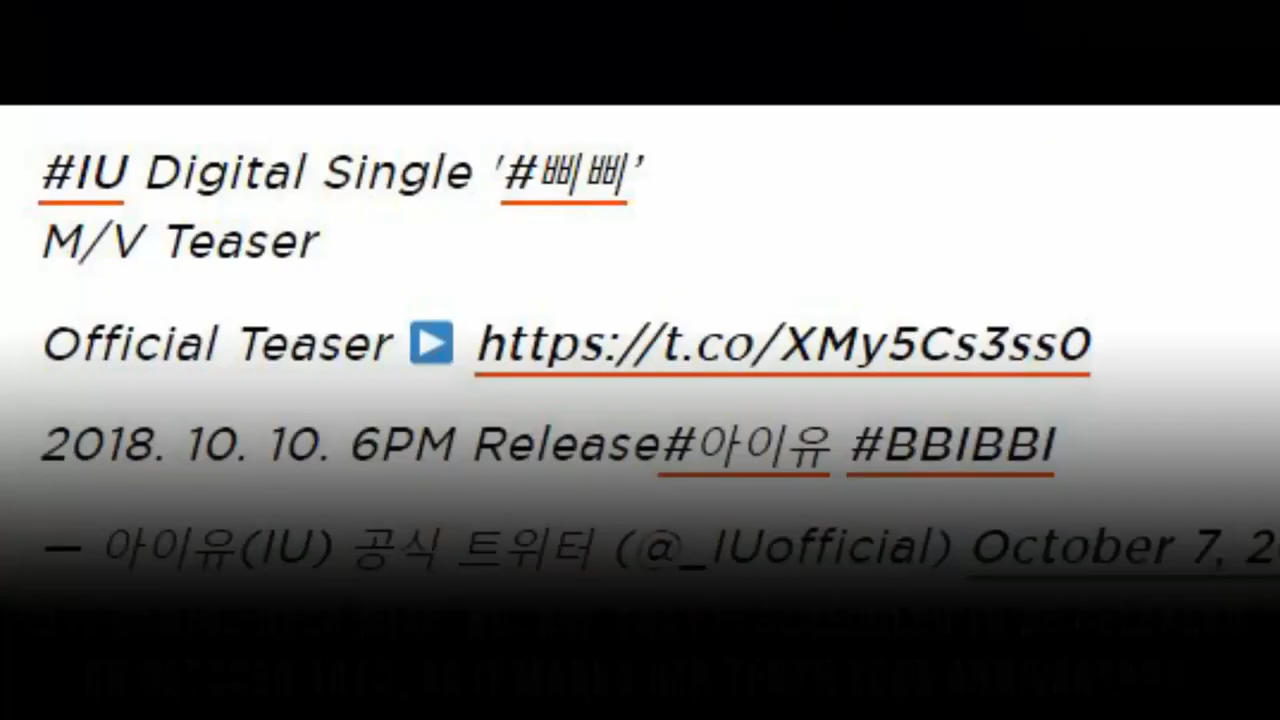 #IU Digital Single '#삐삐’
M/V Teaser
Official Teaser ▶ https://t.co/XMy5Cs3ss0
2018. 10. 10. 6PM Release#아이유 #BBIBBI
— 아이유(IU) 공식 트위터 (@_IUofficial) October 7, 2